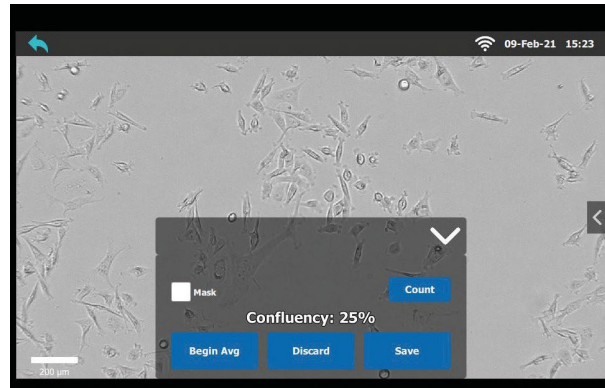 09-Feb-21 15:23
Mask
Count
Confluency: 25%
Begin Avg
Discard
Save
200 µm